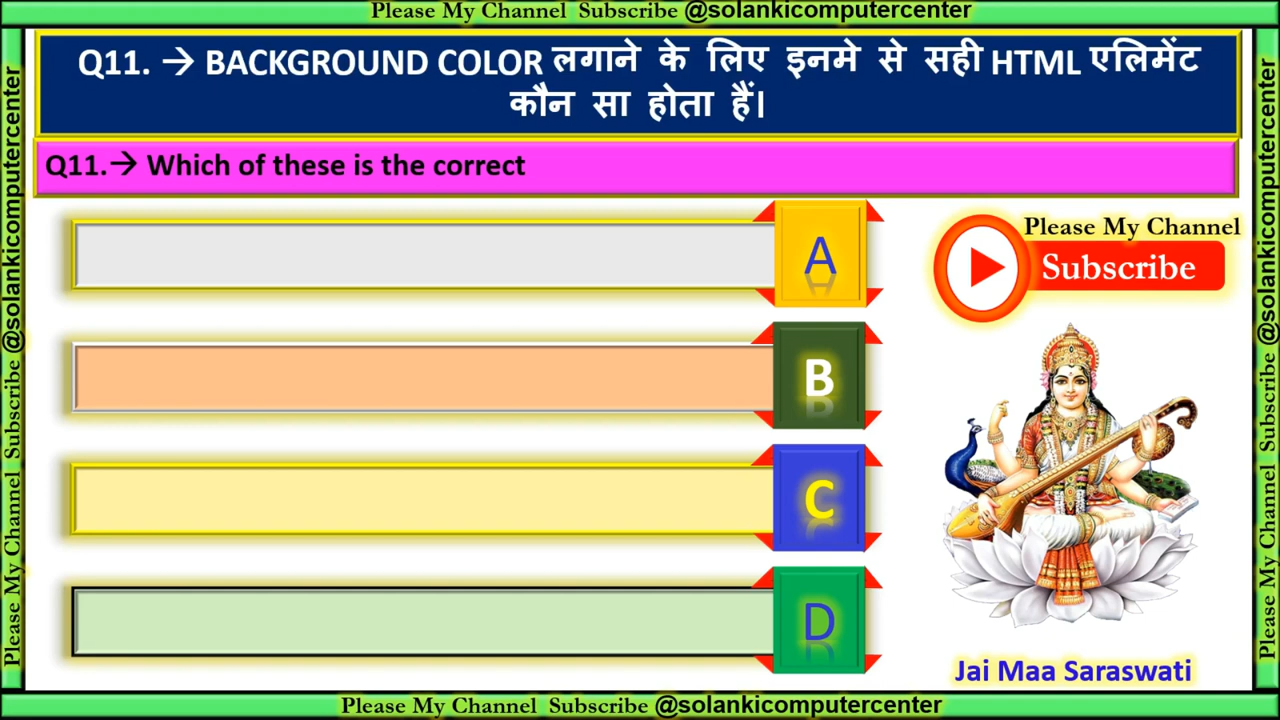 Please My Channel Subscribe @solankicomputercenter
Q11. → BACKGROUND COLOR लगाने के लिए इनमे से सही HTML एलिमेंट
कौन सा होता हैं।
Q11.→ Which of these is the correct
A
B
C
D
Please My Channel
Subscribe
Jai Maa Saraswati
Please My Channel Subscribe @solankicomputercenter
Please My Channel Subscribe @solankicomputercenter
Please My Channel Subscribe @solankicomputercenter